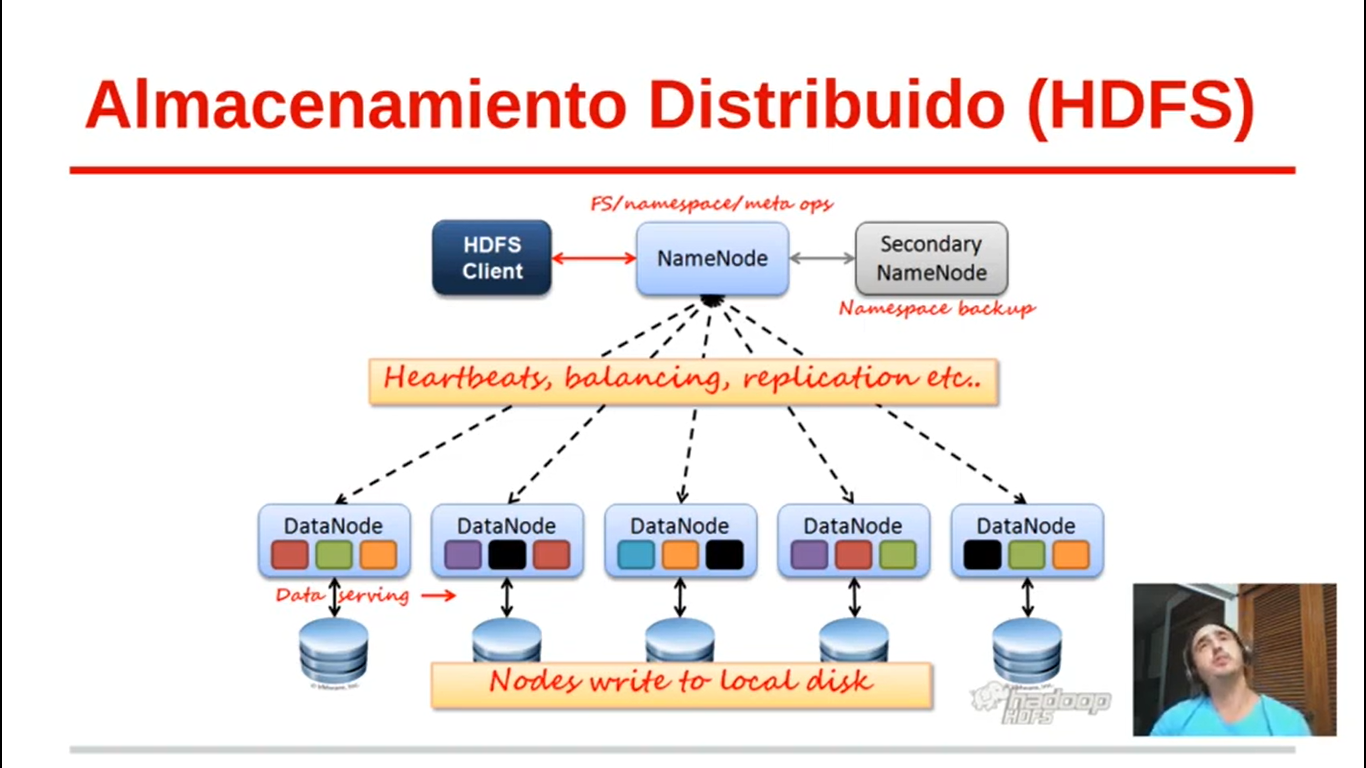 Almacenamiento Distribuido (HDFS)
FS/namespace/meta ops
HDFS
Client
NameNode
Secondary
NameNode
Namespace backup
Heartbeats, balancing, replication etc..
DataNode
DataNode
DataNode
DataNode
DataNode
Data serving
Nodes write to local disk
hadoop
HDFS